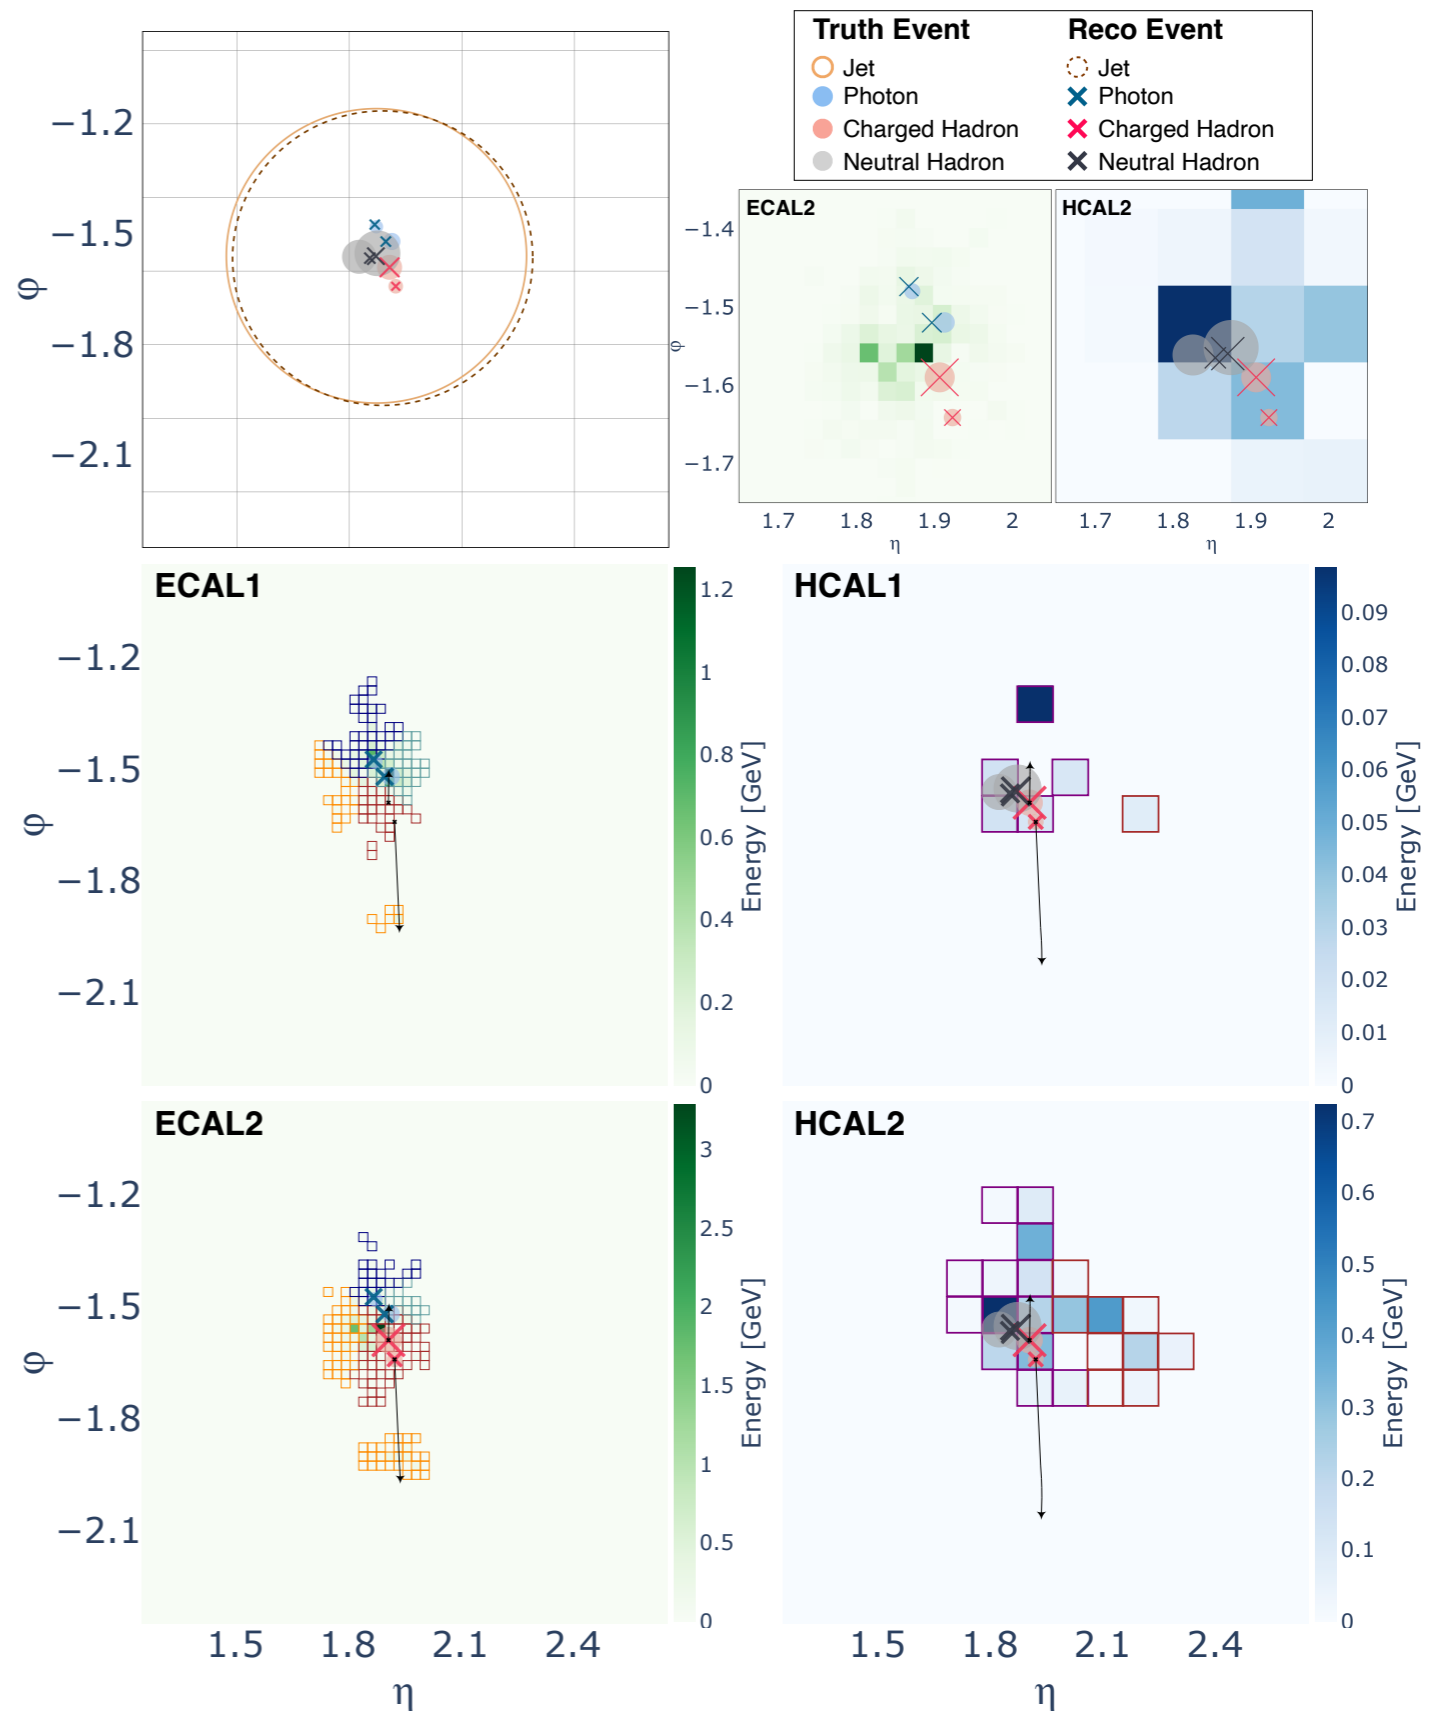 Truth Event Reco Event
Jet Jet
Photon Photon
Charged Hadron Charged Hadron
Neutral Hadron Neutral Hadron
−1.2
−1.5
−1.8
−2.1
φ
ECAL2
−1.4
−1.5
−1.6
−1.7
φ
1.7 1.8 1.9 2
η
HCAL2
1.7 1.8 1.9 2
η
ECAL1
−1.2
−1.5
−1.8
−2.1
φ
1.2
1
0.8
0.6
0.4
0.2
0
Energy [GeV]
HCAL1
0.09
0.08
0.07
0.06
0.05
0.04
0.03
0.02
0.01
0
Energy [GeV]
ECAL2
−1.2
−1.5
−1.8
−2.1
φ
1.5 1.8 2.1 2.4
η
3
2.5
2
1.5
1
0.5
0
Energy [GeV]
HCAL2
1.5 1.8 2.1 2.4
η
0.7
0.6
0.5
0.4
0.3
0.2
0.1
0
Energy [GeV]